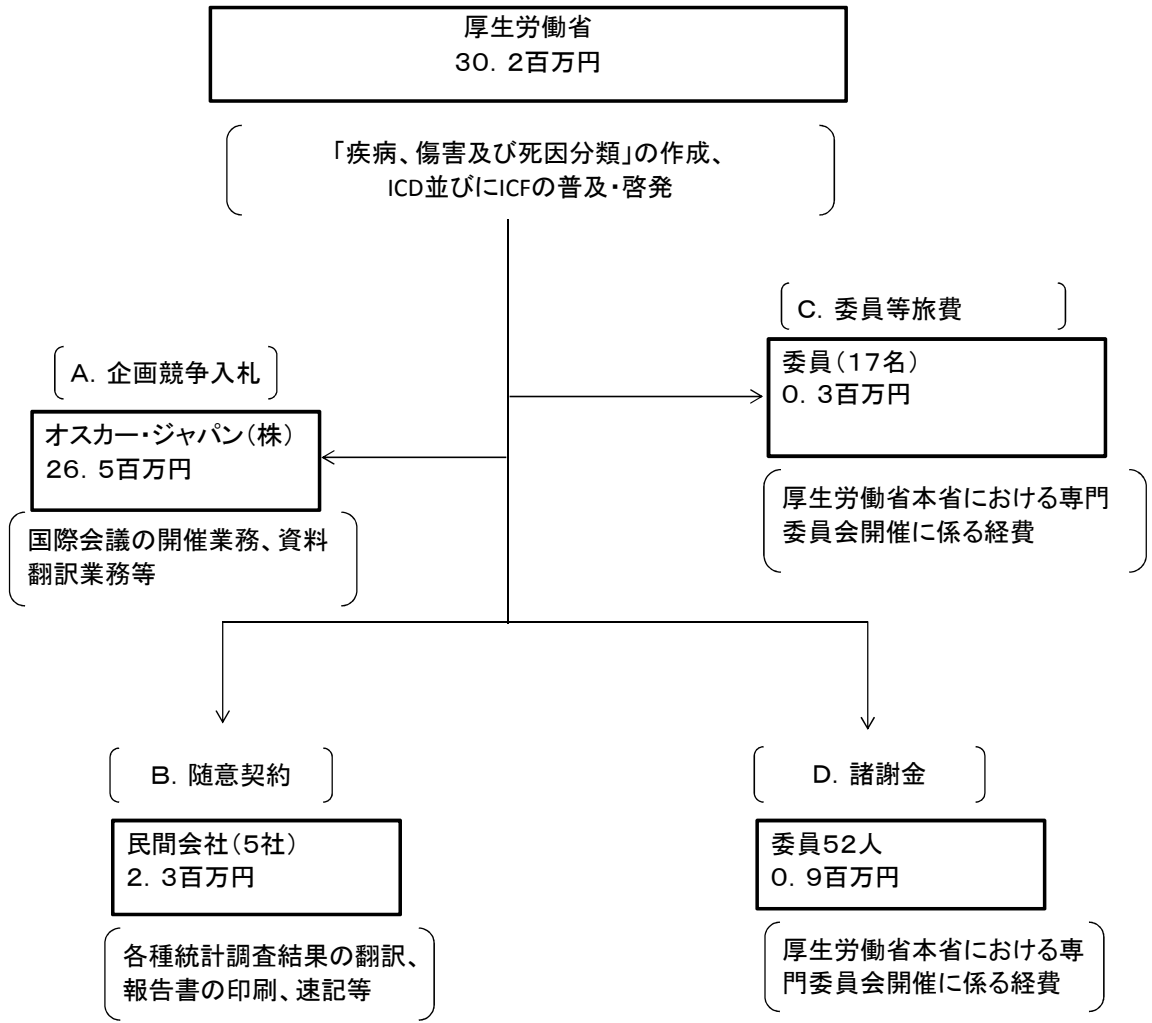 厚生労働省
30．2百万円
「疾病、傷害及び死因分類」の作成、
ICD並びにICFの普及・啓発
C．委員等旅費
委員（17名）
0．3百万円
厚生労働省本省における専門
委員会開催に係る経費
A．企画競争入札
オスカー・ジャパン（株）
26．5百万円
国際会議の開催業務、資料
翻訳業務等
B．随意契約
民間会社（5社）
2．3百万円
各種統計調査結果の翻訳、
報告書の印刷、速記等
D．諸謝金
委員52人
0．9百万円
厚生労働省本省における専
門委員会開催に係る経費